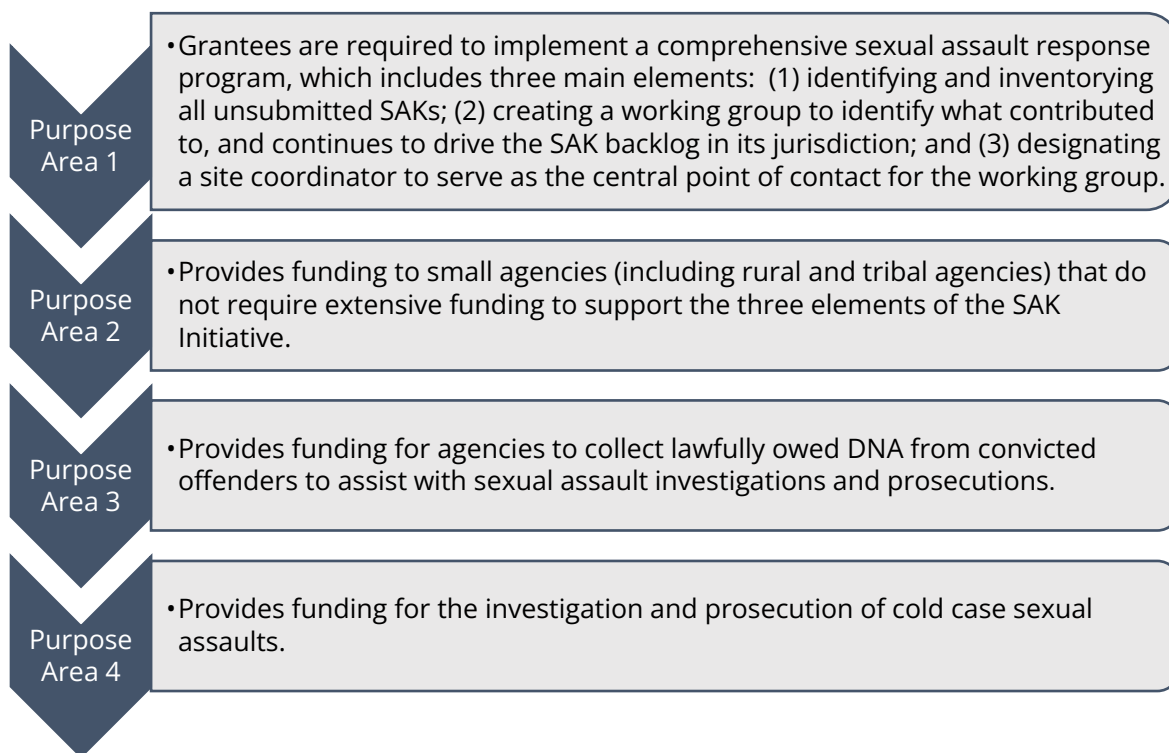 Purpose
Area 1
•Grantees are required to implement a comprehensive sexual assault response
program, which includes three main elements:  (1) identifying and inventorying
all unsubmitted SAKs; (2) creating a working group to identify what contributed
to, and continues to drive the SAK backlog in its jurisdiction; and (3) designating
a site coordinator to serve as the central point of contact for the working group.
Purpose
Area 2
•Provides funding to small agencies (including rural and tribal agencies) that do
not require extensive funding to support the three elements of the SAK
Initiative.
Purpose
Area 3
•Provides funding for agencies to collect lawfully owed DNA from convicted
offenders to assist with sexual assault investigations and prosecutions.
Purpose
Area 4
•Provides funding for the investigation and prosecution of cold case sexual
assaults.